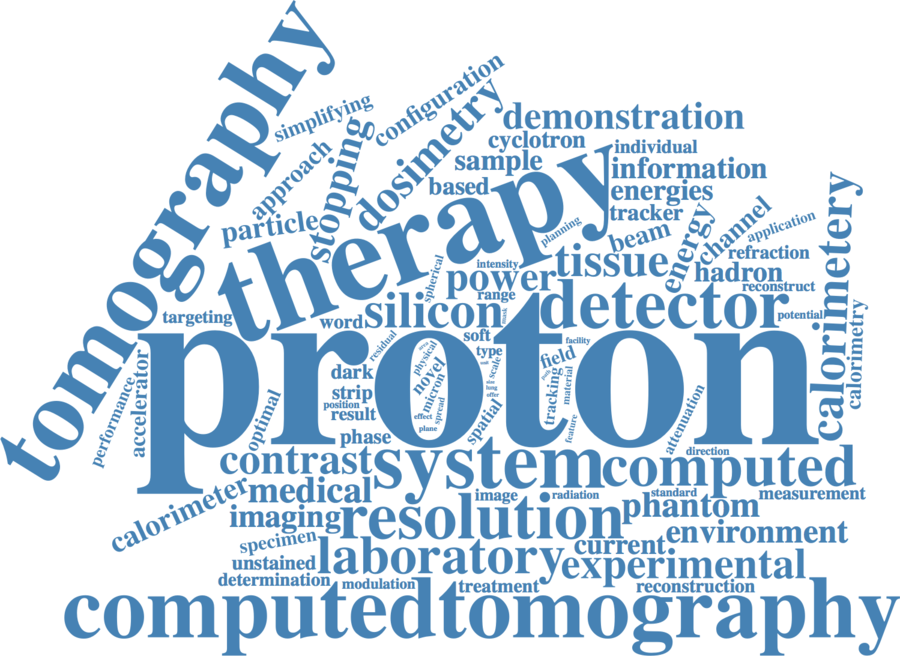 tomography
simplifying
configuration
approach
stopping
dosimetry
demonstration
cyclotron
individual
sample
information
based
energies
therapy
particle
tracker
planning
beam
energy
channel
application
refraction
tissue
hadron
calorimetery
spherical
intensity
power
range
reconstruct
detector
potential
calorimetry
targeting
word
silicon
soft
facility
proton
residual
physical
type
field
scale
novel
micron
spread
size
lung
offer
effect
plane
tracking
material
feature
spatial
dark
strip
position
result
phase
accelerator
performance
optimal
attenuation
direction
contrast
system
computed
calorimeter
medical
image
radiation
standard
measurement
imaging
resolution
phantom
specimen
current
environment
unstained
laboratory
experimental
determination
modulation
treatment
reconstruction
computedtomography